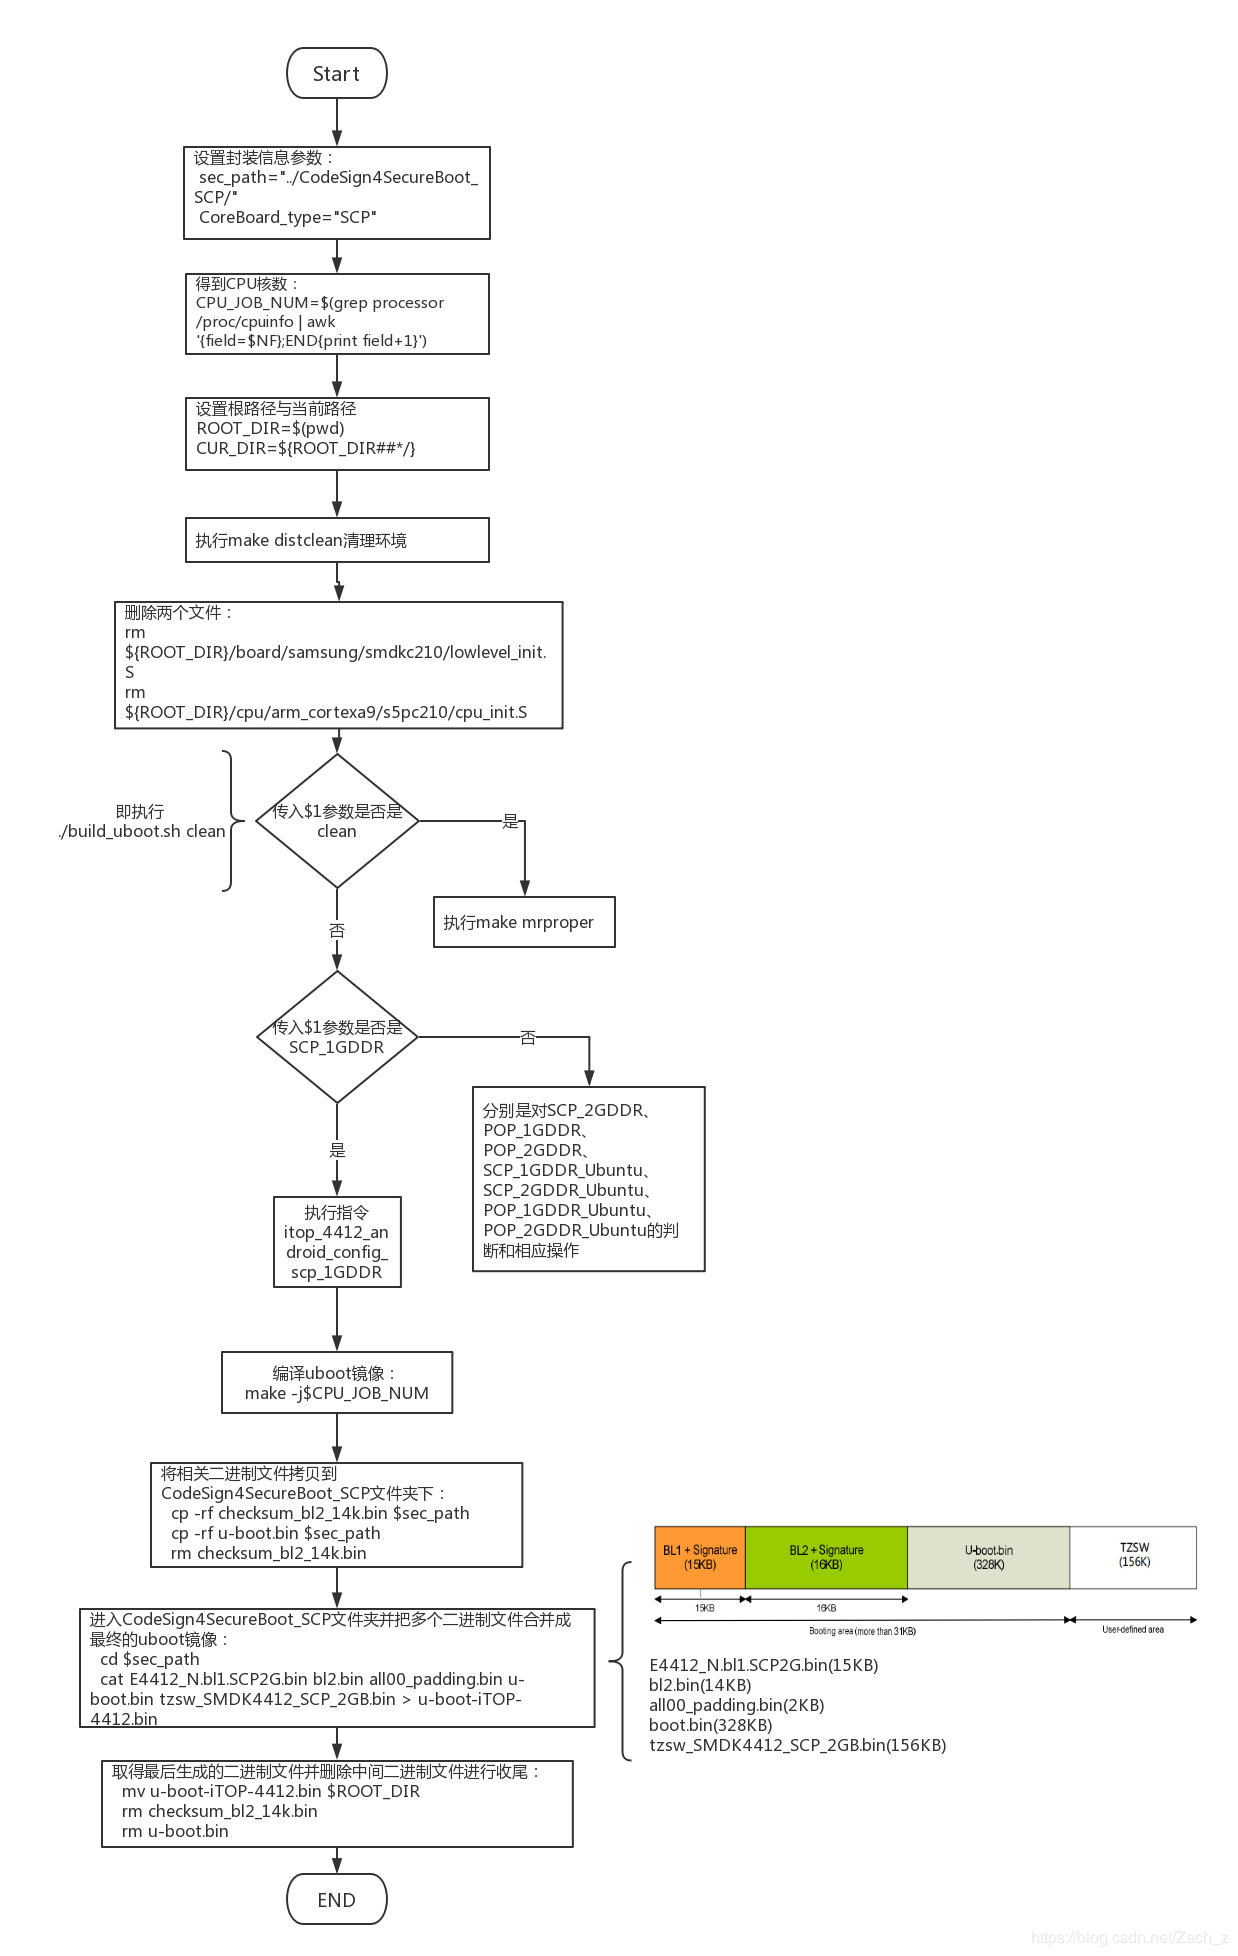 Start
设置封装信息参数：
sec_path="../CodeSign4SecureBoot_
SCP/"
CoreBoard_type="SCP"
得到CPU核数：
CPU_JOB_NUM=$(grep processor
/proc/cpuinfo | awk
'{field=$NF};END{print field+1}')
设置根路径与当前路径
ROOT_DIR=$(pwd)
CUR_DIR=${ROOT_DIR##*/}
执行make distclean清理环境
删除两个文件：
rm
${ROOT_DIR}/board/samsung/smdkc210/lowlevel_init.
S
rm
${ROOT_DIR}/cpu/arm_cortexa9/s5pc210/cpu_init.S
即执行
./build_uboot.sh clean
传入$1参数是否是
clean
是
执行make mrproper
否
传入$1参数是否是
SCP_1GDDR
否
分别是对SCP_2GDDR、
POP_1GDDR、
POP_2GDDR、
SCP_1GDDR_Ubuntu、
SCP_2GDDR_Ubuntu、
POP_1GDDR_Ubuntu、
POP_2GDDR_Ubuntu的判
断和相应操作
是
执行指令
itop_4412_an
droid_config_
scp_1GDDR
编译uboot镜像：
make -j$CPU_JOB_NUM
将相关二进制文件拷贝到
CodeSign4SecureBoot_SCP文件夹下：
cp -rf checksum_bl2_14k.bin $sec_path
cp -rf u-boot.bin $sec_path
rm checksum_bl2_14k.bin
进入CodeSign4SecureBoot_SCP文件夹并把多个二进制文件合并成
最终的uboot镜像：
cd $sec_path
cat E4412_N.bl1.SCP2G.bin bl2.bin all00_padding.bin u-
boot.bin tzsw_SMDK4412_SCP_2GB.bin > u-boot-iTOP-
4412.bin
BL1 + Signature
(15KB)
BL2 + Signature
(16KB)
U-boot.bin
(328K)
TZSW
(156K)
15KB
16KB
Booting area (more than 31KB)
User-defined area
E4412_N.bl1.SCP2G.bin(15KB)
bl2.bin(14KB)
all00_padding.bin(2KB)
boot.bin(328KB)
tzsw_SMDK4412_SCP_2GB.bin(156KB)
取得最后生成的二进制文件并删除中间二进制文件进行收尾：
mv u-boot-iTOP-4412.bin $ROOT_DIR
rm checksum_bl2_14k.bin
rm u-boot.bin
END
https://blog.csdn.net/Zach_z